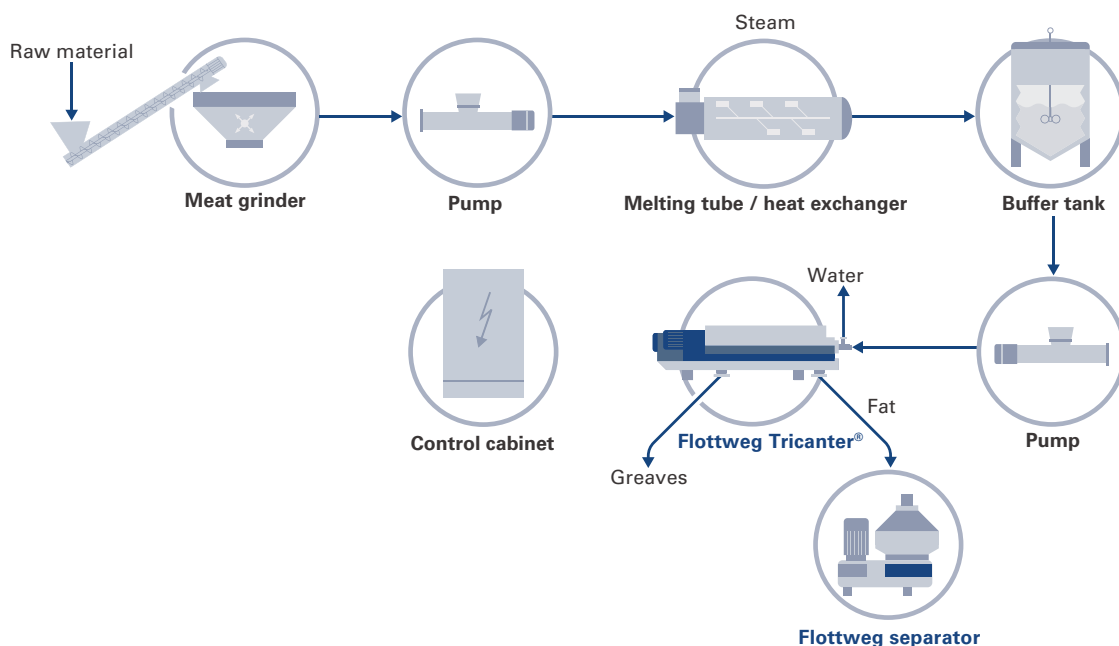 Steam
Raw material
Meat grinder
Pump
Melting tube / heat exchanger
Buffer tank
Water
Fat
Control cabinet
Flottweg Tricanter®
Pump
Greaves
Flottweg separator